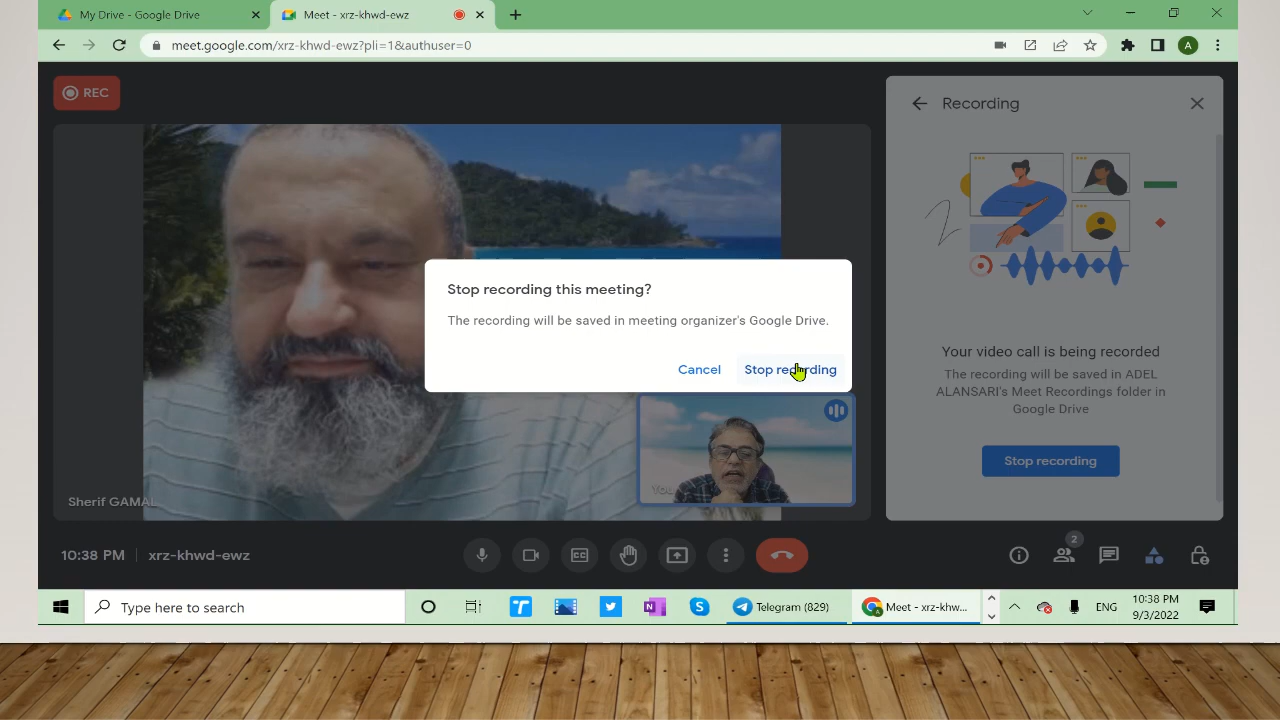 My Drive - Google Drive
Meet - xrz-khwd-ewz
meet.google.com/xrz-khwd-ewz?pli=1&authuser=0
A
REC
Recording
Stop recording this meeting?
The recording will be saved in meeting organizer's Google Drive.
Cancel
Stop recording
Your video call is being recorded
The recording will be saved in ADEL
ALANSARI's Meet Recordings folder in
Google Drive
Stop recording
Sherif GAMAL
You
10:38 PM
xrz-khwd-ewz
CC
2
Type here to search
Telegram (829)
Meet - xrz-khw...
ENG
10:38 PM
9/3/2022